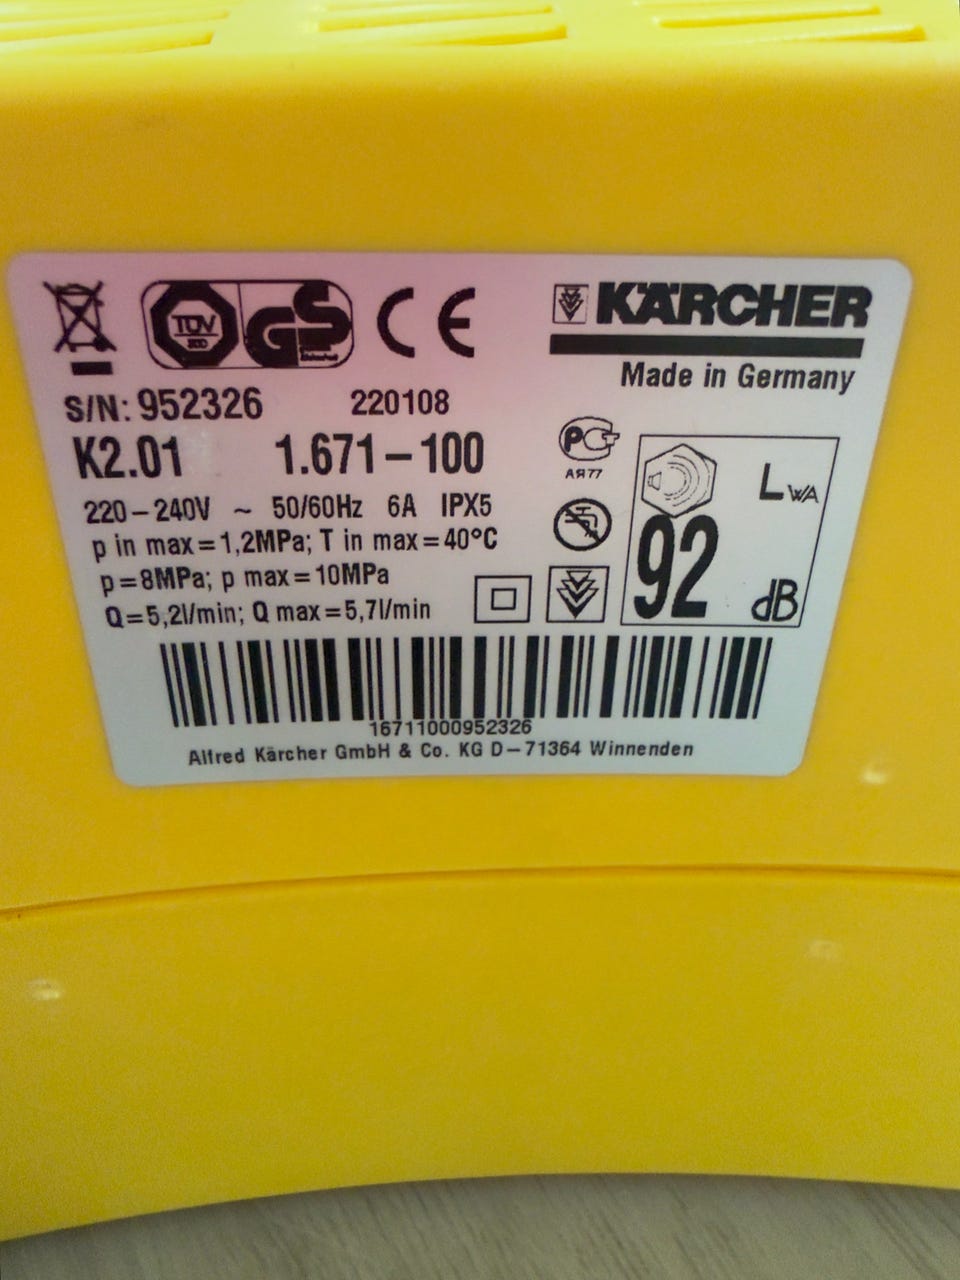 TÜV
GS
CE
KÄRCHER
Made in Germany
S/N: 952326 220108
K2.01 1.671-100
220-240V ~ 50/60Hz 6A IPX5
p in max=1,2MPa; T in max=40°C
p=8MPa; p max=10MPa
Q=5,2l/min; Q max=5,7l/min
АЯ77
LWA
92 dB
16711000952326
Alfred Kärcher GmbH & Co. KG D-71364 Winnenden